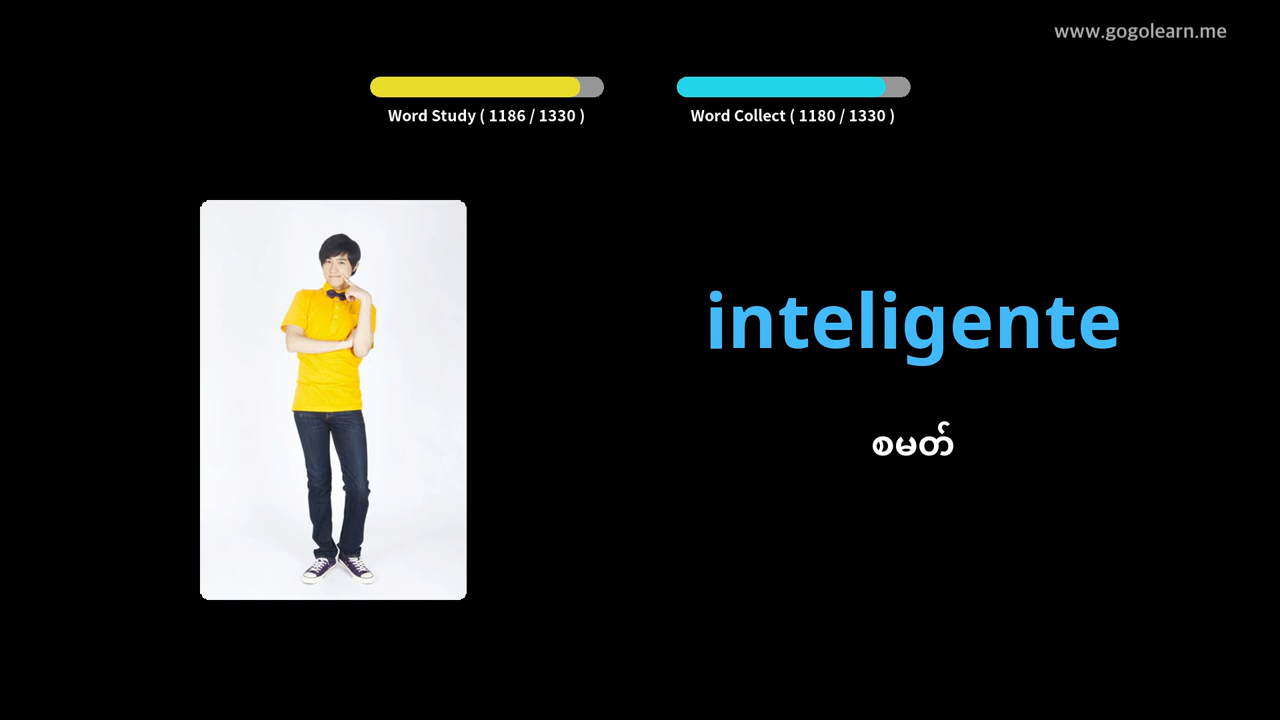 www.gogolearn.me
Word Study ( 1186 / 1330 )
Word Collect ( 1180 / 1330 )
inteligente
စမတ်